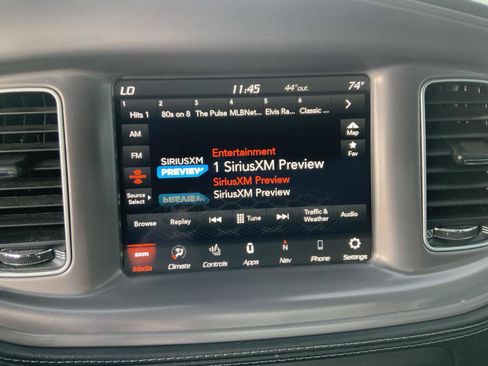 LO 11:45 44°out. 74°
1 2 3 4 5 6
Hits 1 80s on 8 The Pulse MLBNet... Elvis Ra... Classic ...
AM
Map
FM
Fav
Entertainment
SIRIUSXM
PREVIEW
1 SiriusXM Preview
SiriusXM Preview
SiriusXM Preview
Source
Select
Browse Replay Tune Traffic &
Weather Audio
sxm N
Media Climate Controls Apps Nav Phone Settings